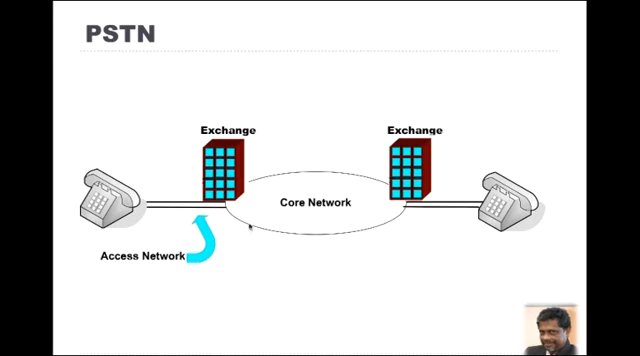 PSTN
Exchange
Exchange
Core Network
Access Network